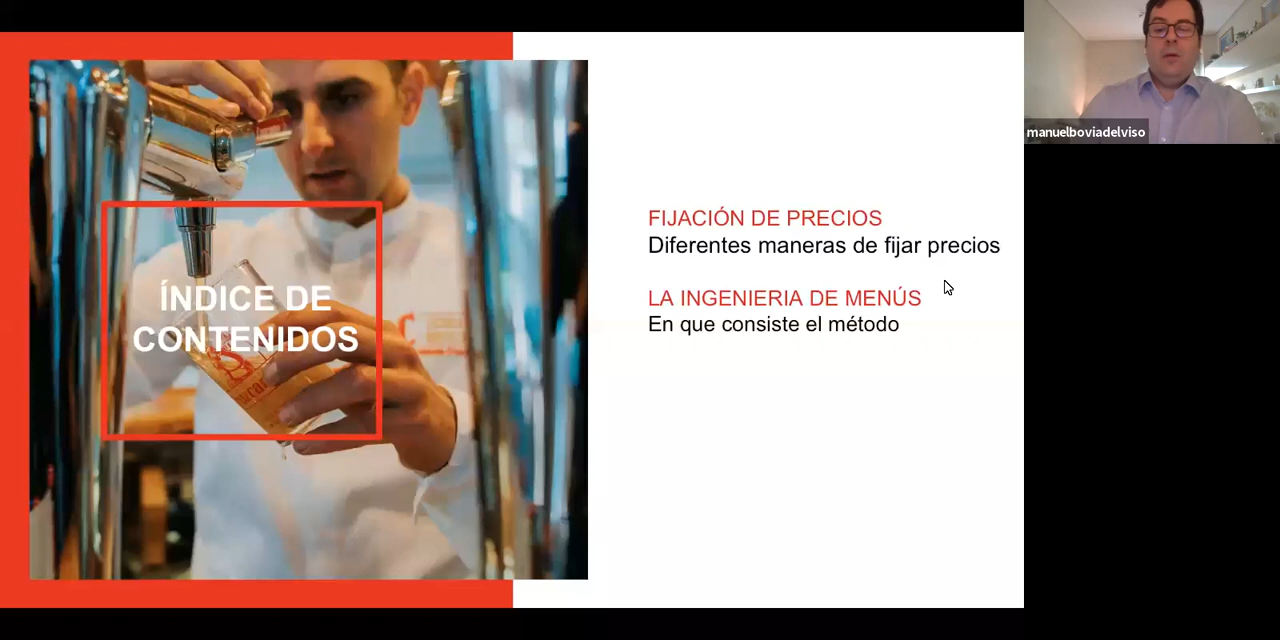 ÍNDICE DE
CONTENIDOS
FIJACIÓN DE PRECIOS
Diferentes maneras de fijar precios
LA INGENIERIA DE MENÚS
En que consiste el método
manuelboviadelviso